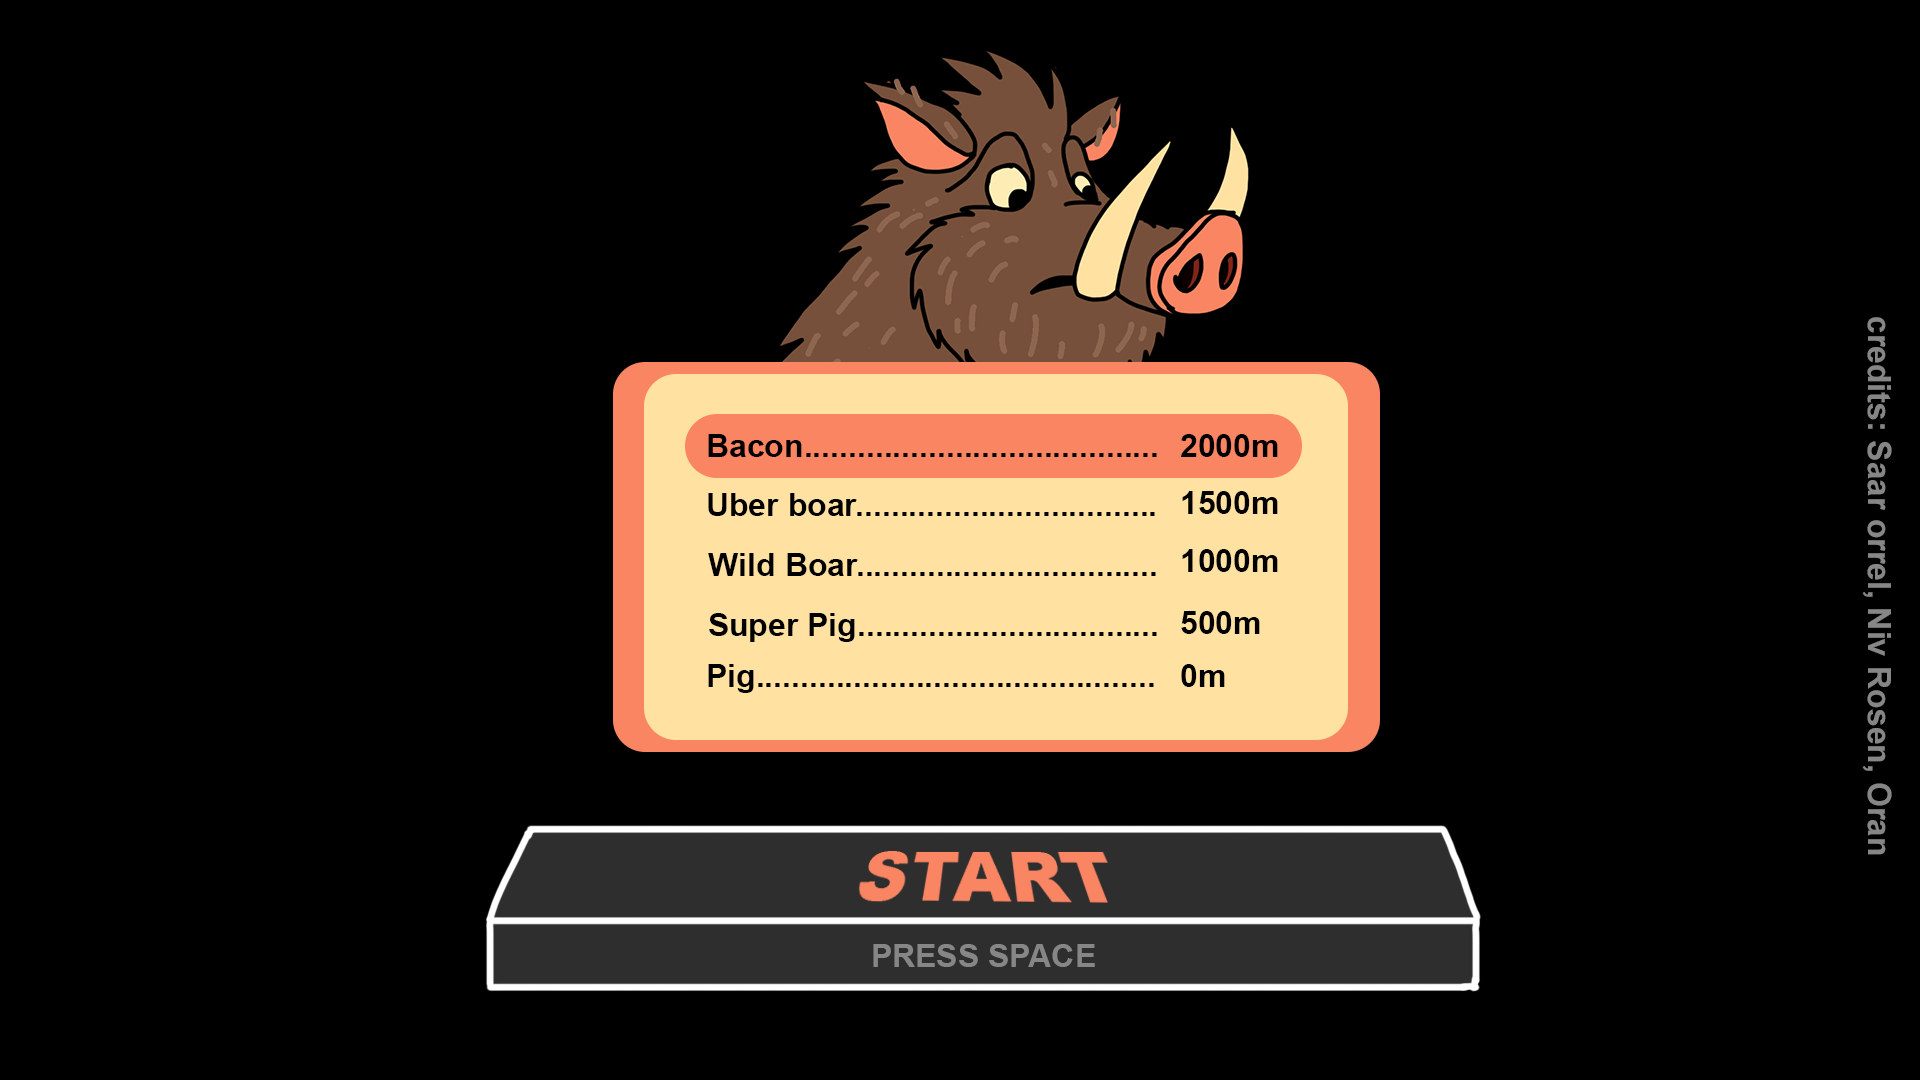 Bacon........................................ 2000m
Uber boar.................................. 1500m
Wild Boar.................................. 1000m
Super Pig.................................. 500m
Pig............................................. 0m
START
PRESS SPACE
credits: Saar orrel, Niv Rosen, Oran